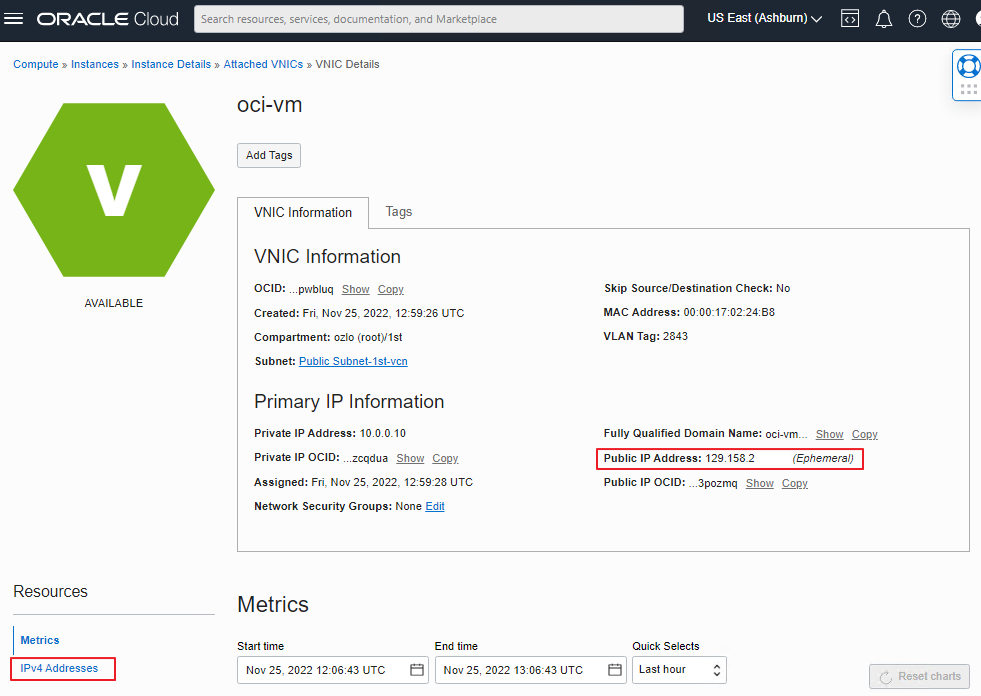 ORACLE Cloud
Search resources, services, documentation, and Marketplace
US East (Ashburn)
Compute » Instances » Instance Details » Attached VNICs » VNIC Details
V
AVAILABLE
oci-vm
Add Tags
VNIC Information
Tags
VNIC Information
OCID: ...pwbluq Show Copy
Created: Fri, Nov 25, 2022, 12:59:26 UTC
Compartment: ozlo (root)/1st
Subnet: Public Subnet-1st-vcn
Skip Source/Destination Check: No
MAC Address: 00:00:17:02:24:B8
VLAN Tag: 2843
Primary IP Information
Private IP Address: 10.0.0.10
Private IP OCID: ...zcqdua Show Copy
Assigned: Fri, Nov 25, 2022, 12:59:28 UTC
Network Security Groups: None Edit
Fully Qualified Domain Name: oci-vm... Show Copy
Public IP Address: 129.158.2 (Ephemeral)
Public IP OCID: ...3pozmq Show Copy
Resources
Metrics
IPv4 Addresses
Metrics
Start time
Nov 25, 2022 12:06:43 UTC
End time
Nov 25, 2022 13:06:43 UTC
Quick Selects
Last hour
Reset charts